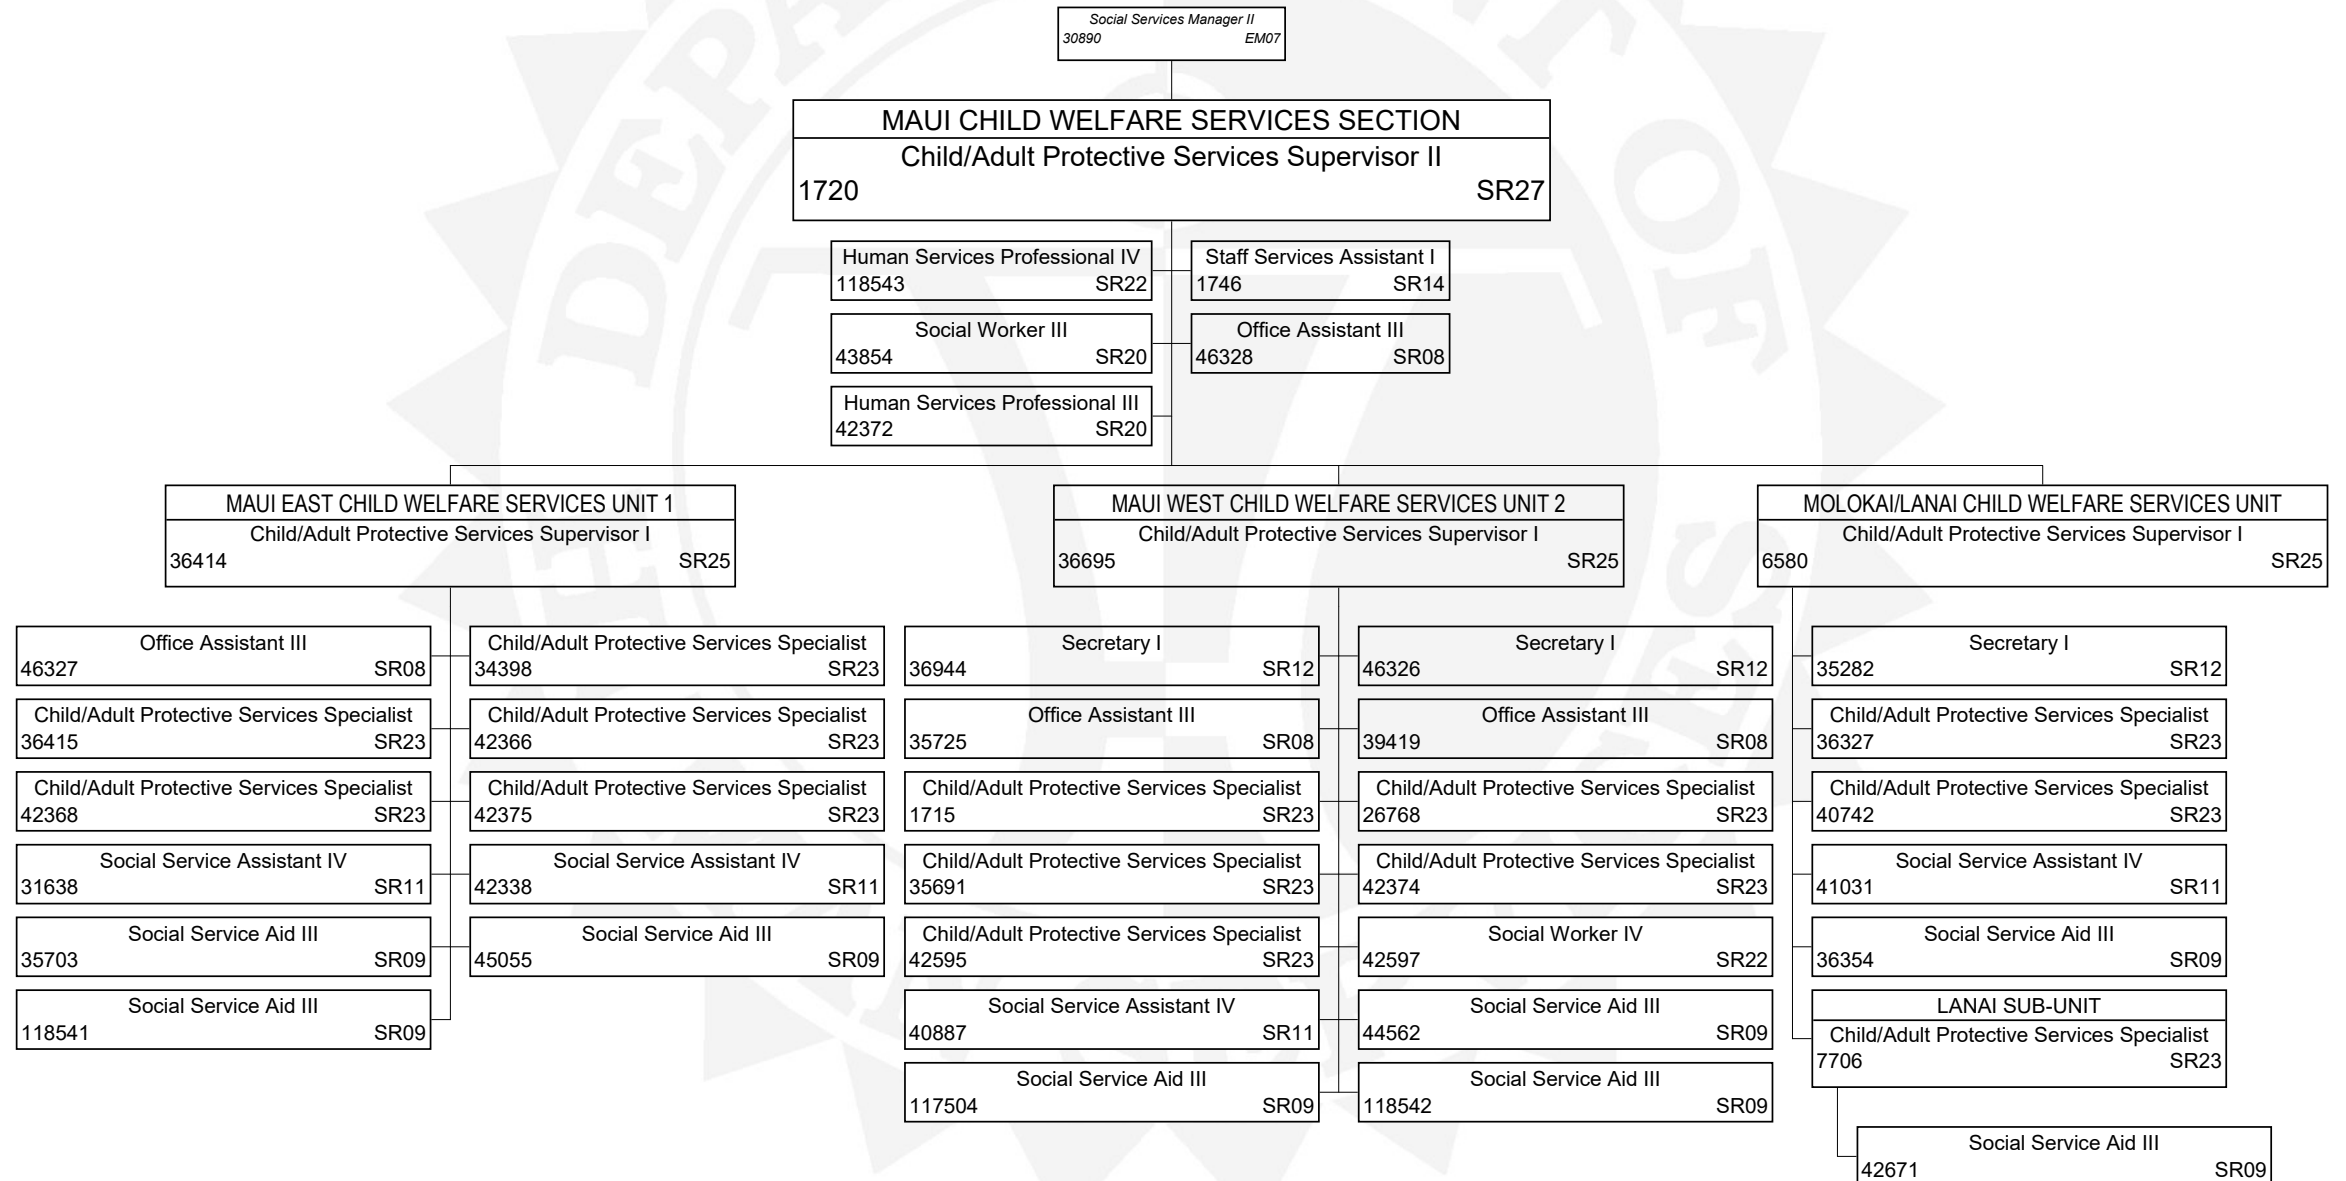 Social Services Manager II
30890 EM07
MAUI CHILD WELFARE SERVICES SECTION
Child/Adult Protective Services Supervisor II
1720 SR27
Human Services Professional IV
118543 SR22
Staff Services Assistant I
1746 SR14
Social Worker III
43854 SR20
Office Assistant III
46328 SR08
Human Services Professional III
42372 SR20
MAUI EAST CHILD WELFARE SERVICES UNIT 1
Child/Adult Protective Services Supervisor I
36414 SR25
Office Assistant III
46327 SR08
Child/Adult Protective Services Specialist
34398 SR23
Child/Adult Protective Services Specialist
36415 SR23
Child/Adult Protective Services Specialist
42366 SR23
Child/Adult Protective Services Specialist
42368 SR23
Child/Adult Protective Services Specialist
42375 SR23
Social Service Assistant IV
31638 SR11
Social Service Assistant IV
42338 SR11
Social Service Aid III
35703 SR09
Social Service Aid III
45055 SR09
Social Service Aid III
118541 SR09
MAUI WEST CHILD WELFARE SERVICES UNIT 2
Child/Adult Protective Services Supervisor I
36695 SR25
Secretary I
36944 SR12
Secretary I
46326 SR12
Office Assistant III
35725 SR08
Office Assistant III
39419 SR08
Child/Adult Protective Services Specialist
1715 SR23
Child/Adult Protective Services Specialist
26768 SR23
Child/Adult Protective Services Specialist
35691 SR23
Child/Adult Protective Services Specialist
42374 SR23
Child/Adult Protective Services Specialist
42595 SR23
Social Worker IV
42597 SR22
Social Service Assistant IV
40887 SR11
Social Service Aid III
44562 SR09
Social Service Aid III
117504 SR09
Social Service Aid III
118542 SR09
MOLOKAI/LANAI CHILD WELFARE SERVICES UNIT
Child/Adult Protective Services Supervisor I
6580 SR25
Secretary I
35282 SR12
Child/Adult Protective Services Specialist
36327 SR23
Child/Adult Protective Services Specialist
40742 SR23
Social Service Assistant IV
41031 SR11
Social Service Aid III
36354 SR09
LANAI SUB-UNIT
Child/Adult Protective Services Specialist
7706 SR23
Social Service Aid III
42671 SR09